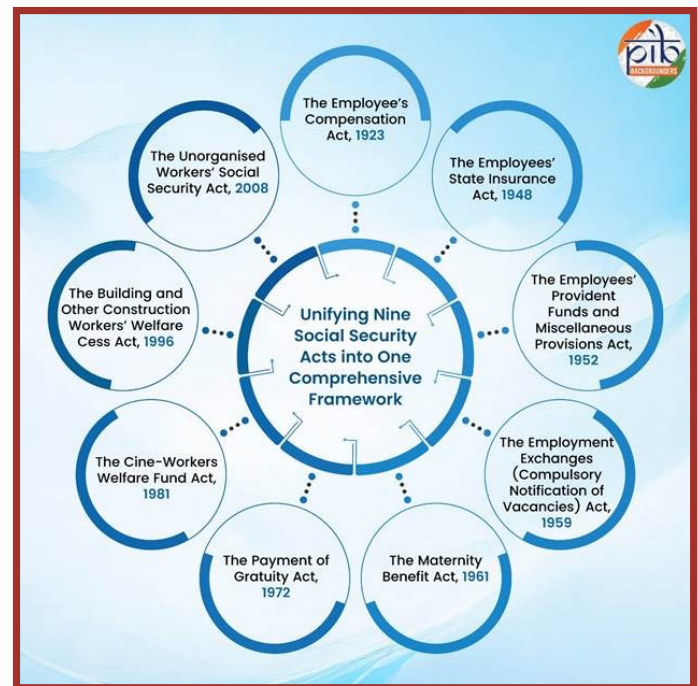 pib
BACKGROUNDERS
The Employee's
Compensation
Act, 1923
The Employees'
State Insurance
Act, 1948
The Employees'
Provident
Funds and
Miscellaneous
Provisions Act,
1952
The Employment
Exchanges
(Compulsory
Notification of
Vacancies) Act,
1959
The Maternity
Benefit Act, 1961
The Payment of
Gratuity Act,
1972
The Cine-Workers
Welfare Fund Act,
1981
The Building and
Other Construction
Workers' Welfare
Cess Act, 1996
The Unorganised
Workers' Social
Security Act, 2008
Unifying Nine
Social Security
Acts into One
Comprehensive
Framework